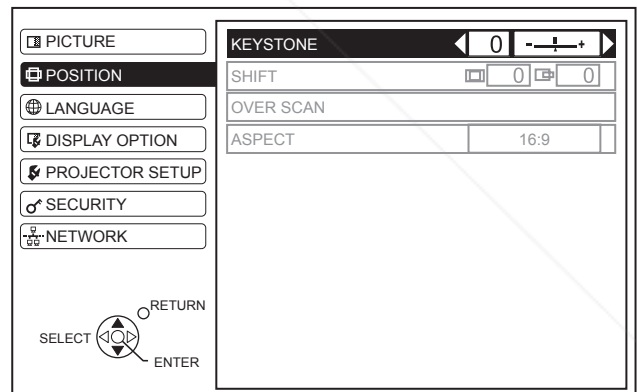 PICTURE
POSITION
LANGUAGE
DISPLAY OPTION
PROJECTOR SETUP
SECURITY
NETWORK
RETURN
SELECT
ENTER
KEYSTONE 0 - +
SHIFT 0 0
OVER SCAN
ASPECT 16:9